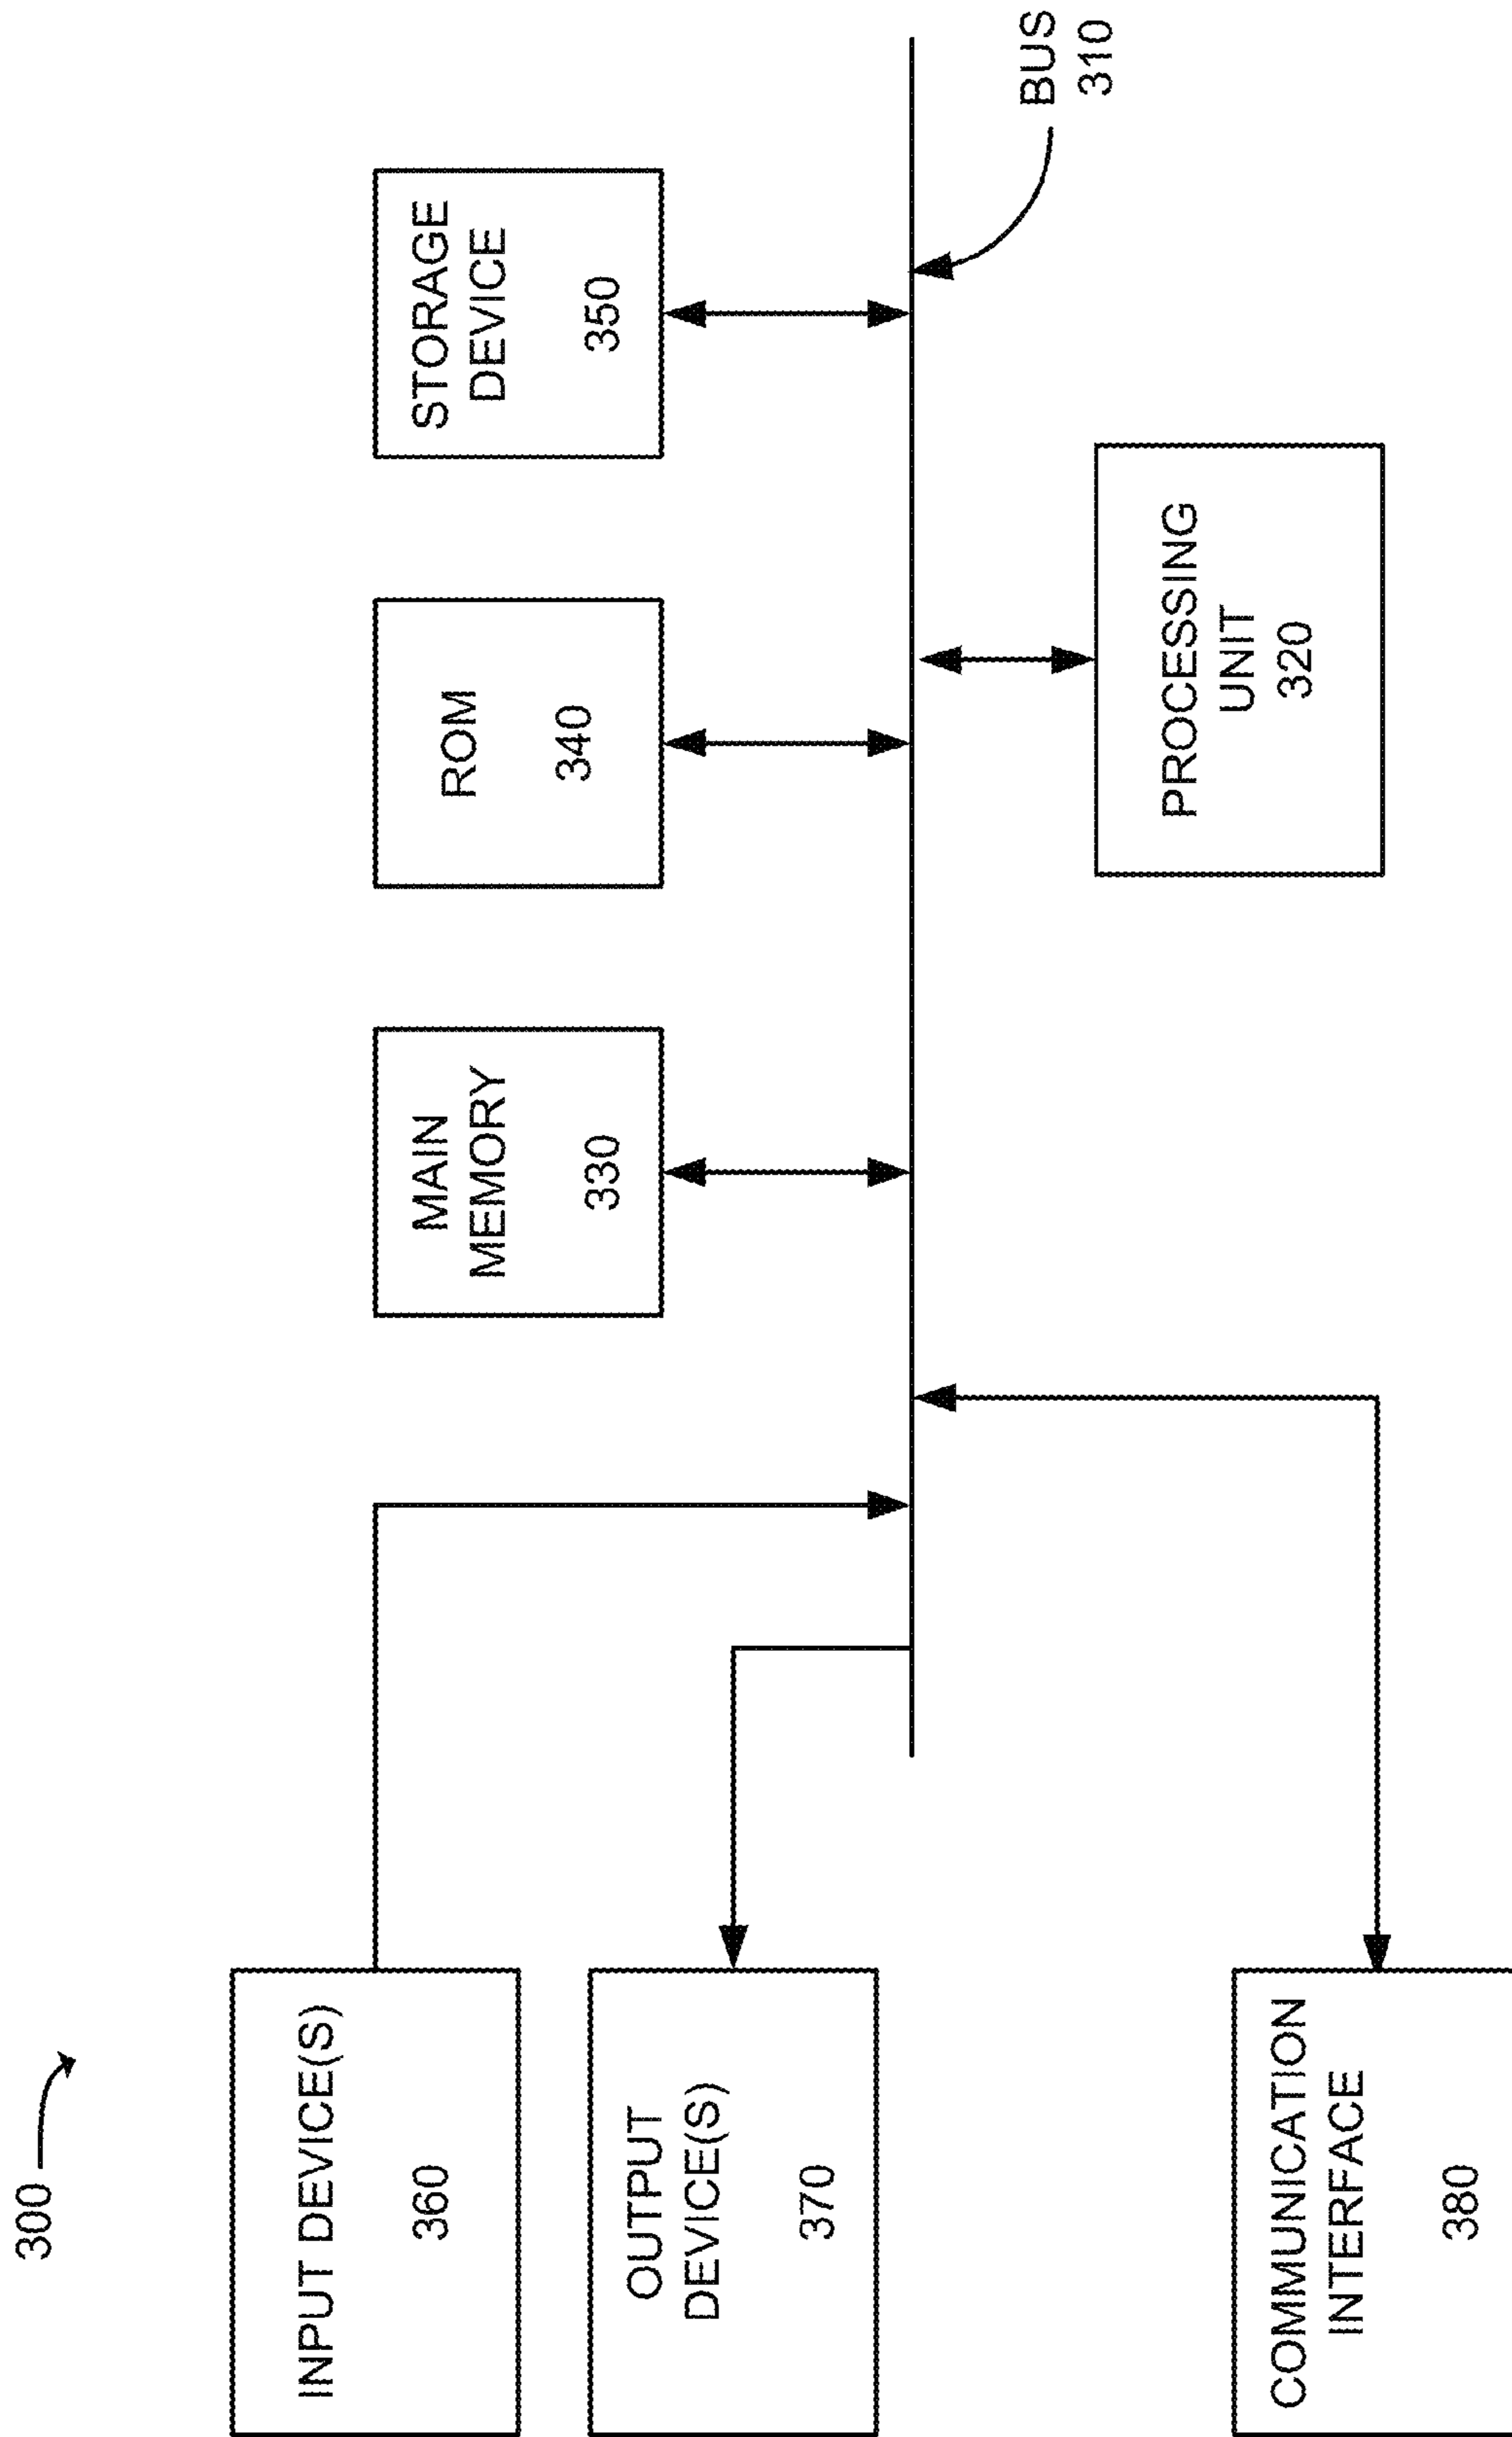 300
MAIN
MEMORY
330
ROM
340
STORAGE
DEVICE
350
INPUT DEVICE(S)
360
OUTPUT
DEVICE(S)
370
BUS
310
PROCESSING
UNIT
320
COMMUNICATION
INTERFACE
380